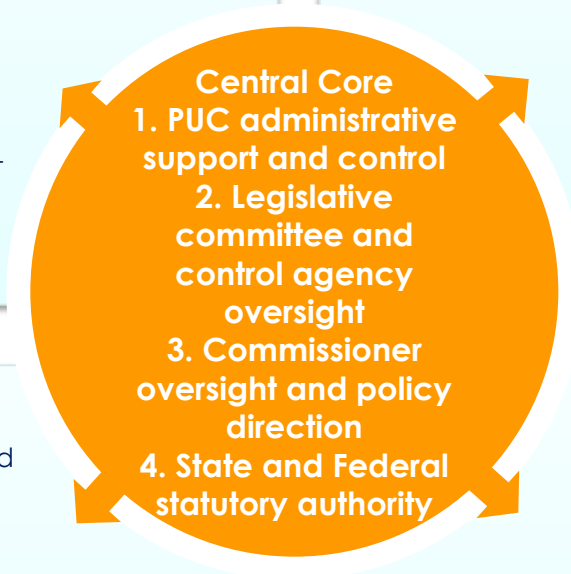 Central Core
1. PUC administrative
support and control
2. Legislative
committee and
control agency
oversight
3. Commissioner
oversight and policy
direction
4. State and Federal
statutory authority